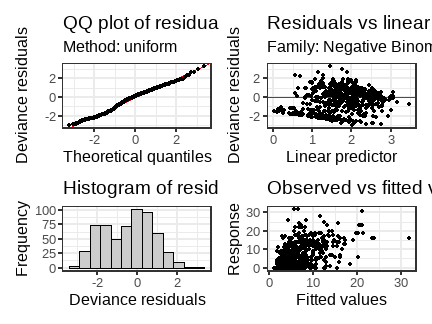 QQ plot of residua
Method: uniform
Deviance residuals
2
0
-2
-2
0
2
Theoretical quantiles
Residuals vs linear
Family: Negative Binom
Deviance residuals
2
0
-2
0
1
2
3
Linear predictor
Histogram of resid
Frequency
100
75
50
25
0
-2
0
2
Deviance residuals
Observed vs fitted v
Response
30
20
10
0
0
10
20
30
Fitted values